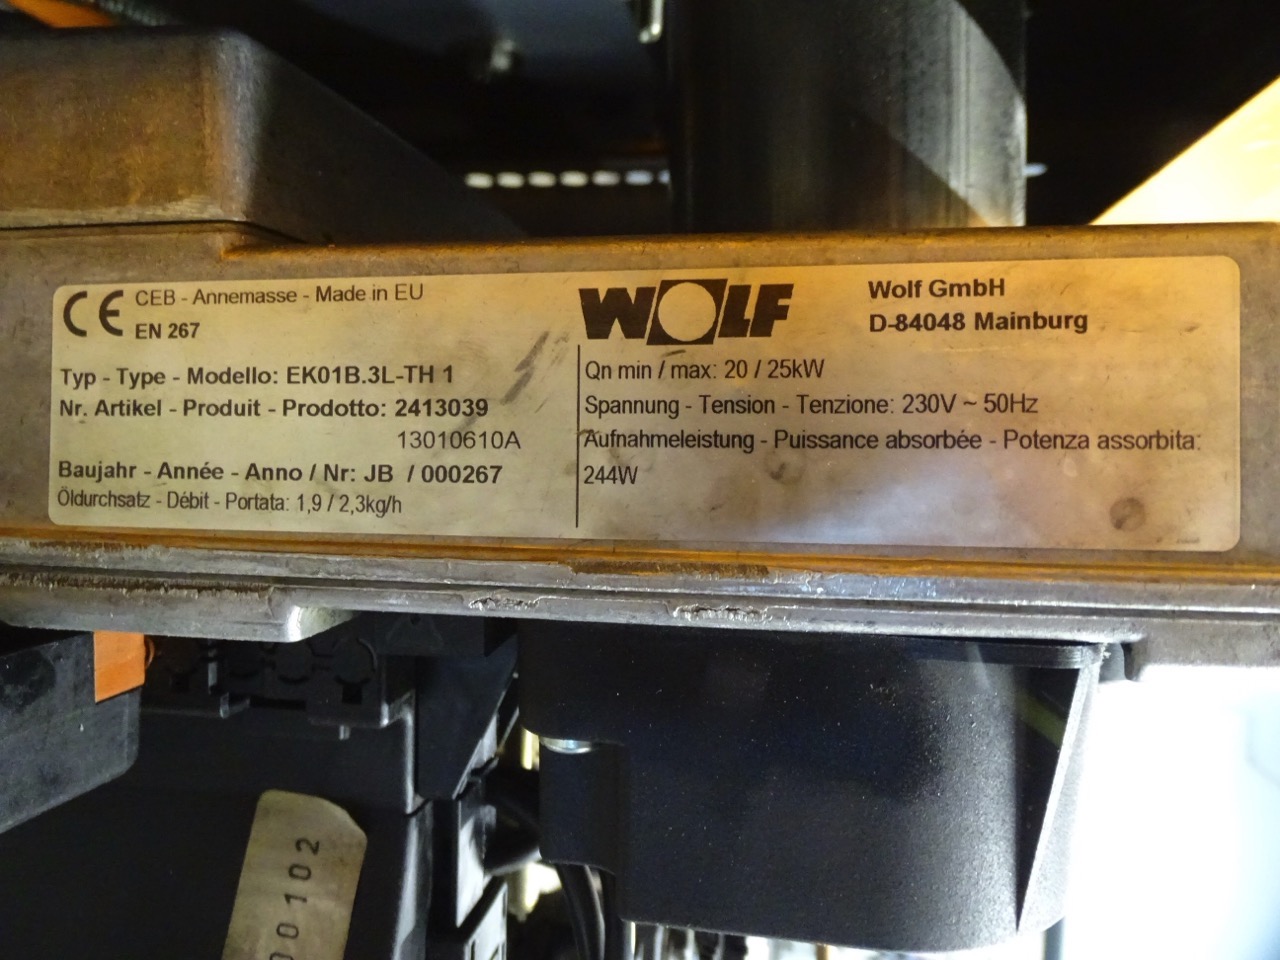 CE CEB - Annemasse - Made in EU
EN 267
Typ - Type - Modello: EK01B.3L-TH 1
Nr. Artikel - Produit - Prodotto: 2413039
13010610A
Baujahr - Année - Anno / Nr: JB / 000267
Öldurchsatz - Débit - Portata: 1,9 / 2,3kg/h
WOLF
Wolf GmbH
D-84048 Mainburg
Qn min / max: 20 / 25kW
Spannung - Tension - Tenzione: 230V ~ 50Hz
Aufnahmeleistung - Puissance absorbée - Potenza assorbita:
244W